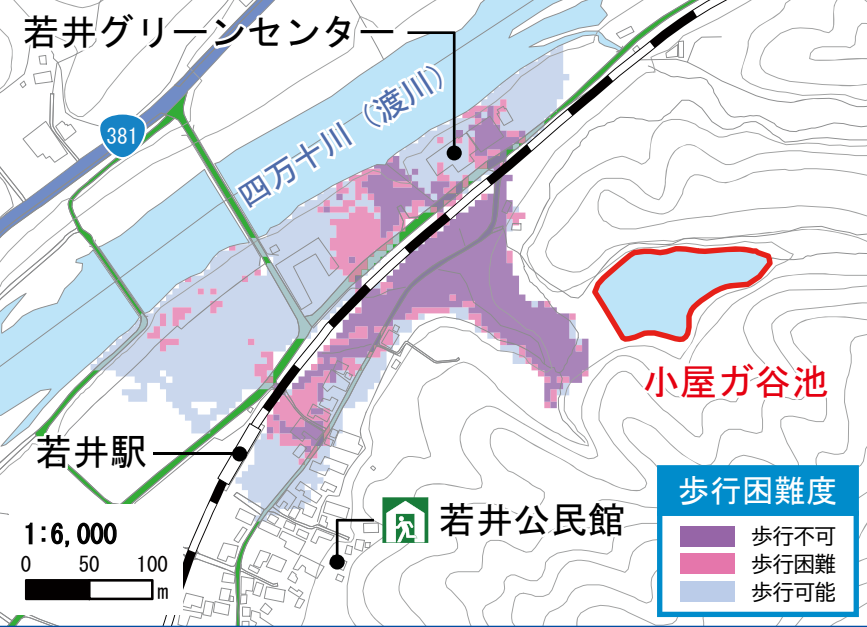 若井グリーンセンター
381
四万十川(渡川)
小屋ガ谷池
若井駅
若井公民館
1:6,000
0 50 100
m
歩行困難度
歩行不可
歩行困難
歩行可能